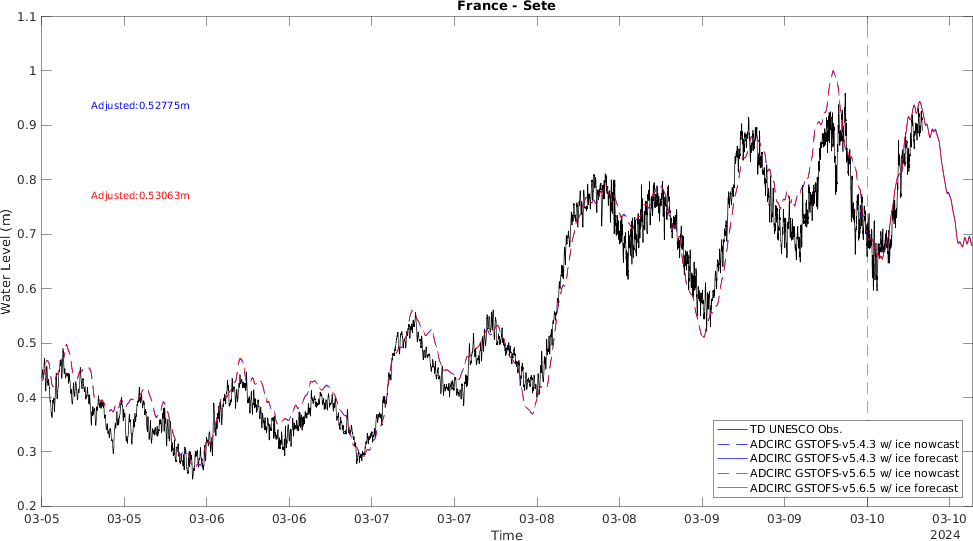 France - Sete
1.1
1
0.9
0.8
0.7
0.6
0.5
0.4
0.3
0.2
Water Level (m)
Adjusted:0.52775m
Adjusted:0.53063m
TD UNESCO Obs.
ADCIRC GSTOFS-v5.4.3 w/ ice nowcast
ADCIRC GSTOFS-v5.4.3 w/ ice forecast
ADCIRC GSTOFS-v5.6.5 w/ ice nowcast
ADCIRC GSTOFS-v5.6.5 w/ ice forecast
03-05 03-05 03-06 03-06 03-07 03-07 03-08 03-08 03-09 03-09 03-10 03-10
2024
Time